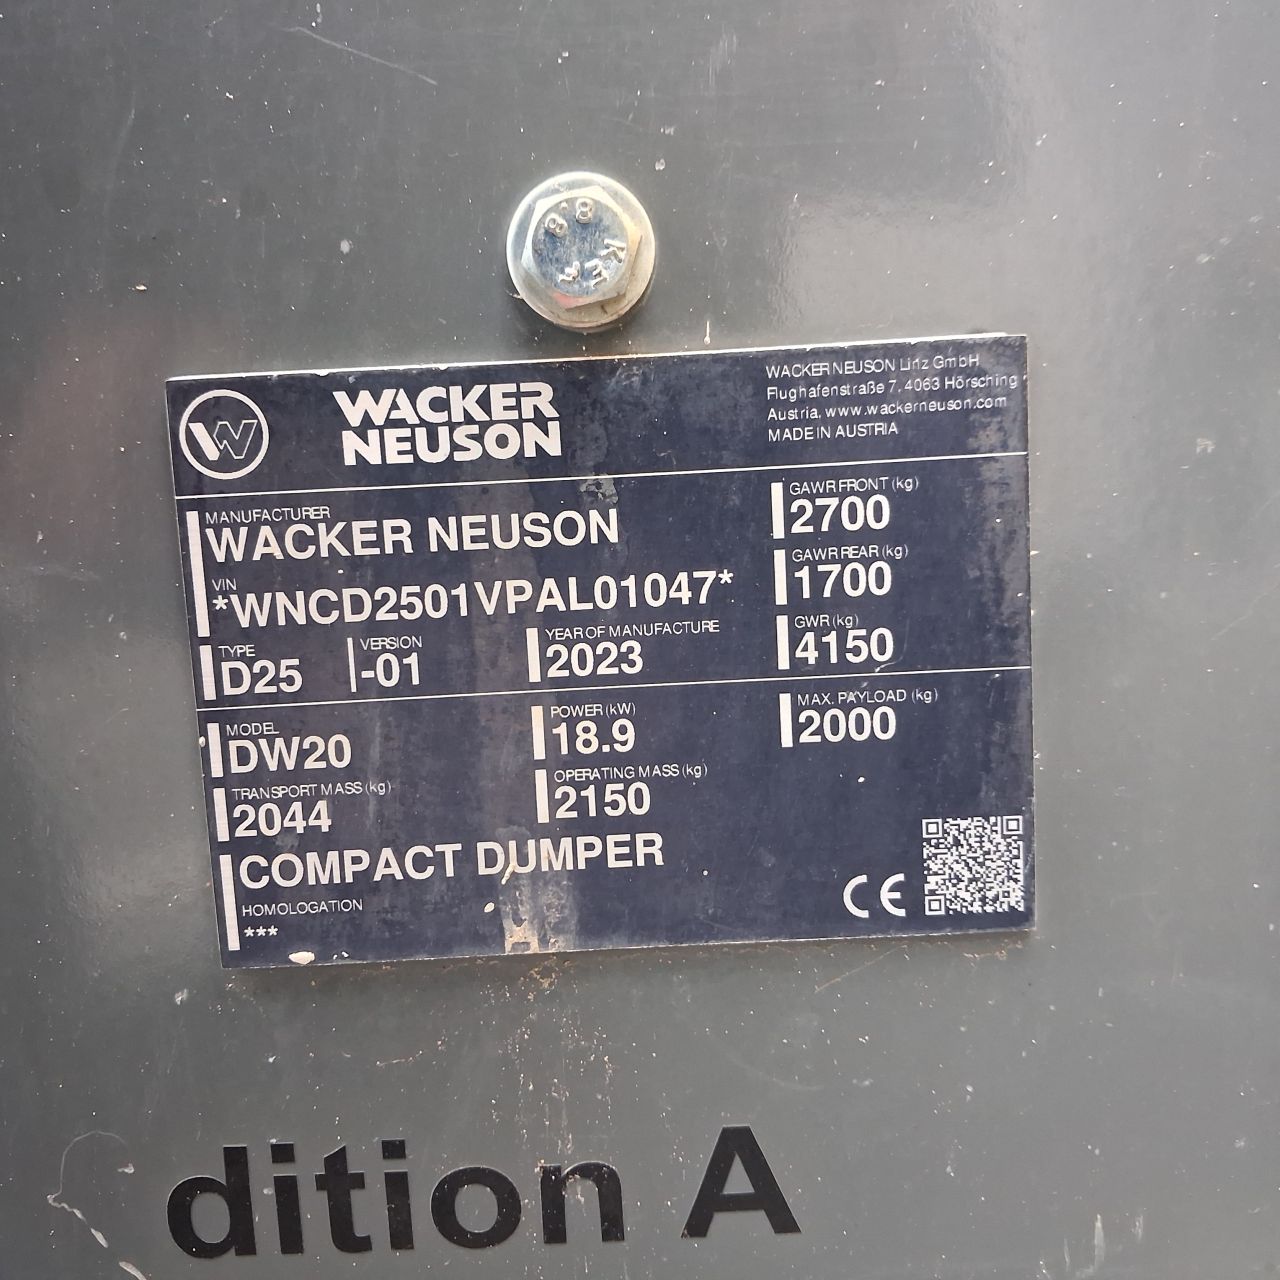 8.8
WACKER
NEUSON
WACKER NEUSON Linz GmbH
Flughafenstraße 7, 4063 Hörsching
Austria, www.wackerneuson.com
MADE IN AUSTRIA
MANUFACTURER
WACKER NEUSON
VIN
*WNCD2501VPAL01047*
TYPE
D25
VERSION
-01
YEAR OF MANUFACTURE
2023
GAWR FRONT (kg)
2700
GAWR REAR (kg)
1700
GWR (kg)
4150
MODEL
DW20
POWER (kW)
18.9
MAX. PAYLOAD (kg)
2000
TRANSPORT MASS (kg)
2044
OPERATING MASS (kg)
2150
COMPACT DUMPER
HOMOLOGATION
***
CE
dition A